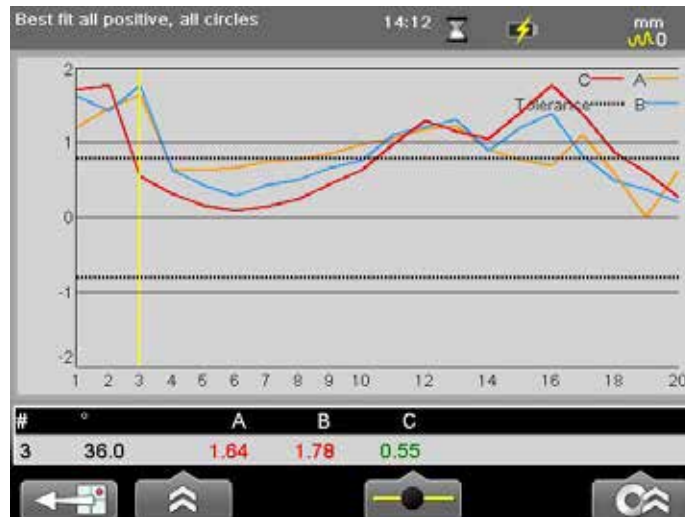 Best fit all positive, all circles 14:12 mm
0
2
C A
Tolerance B
1
0
-1
-2
1 2 3 4 5 6 7 8 9 10 12 14 16 18 20
# ° A B C
3 36.0 1.64 1.78 0.55